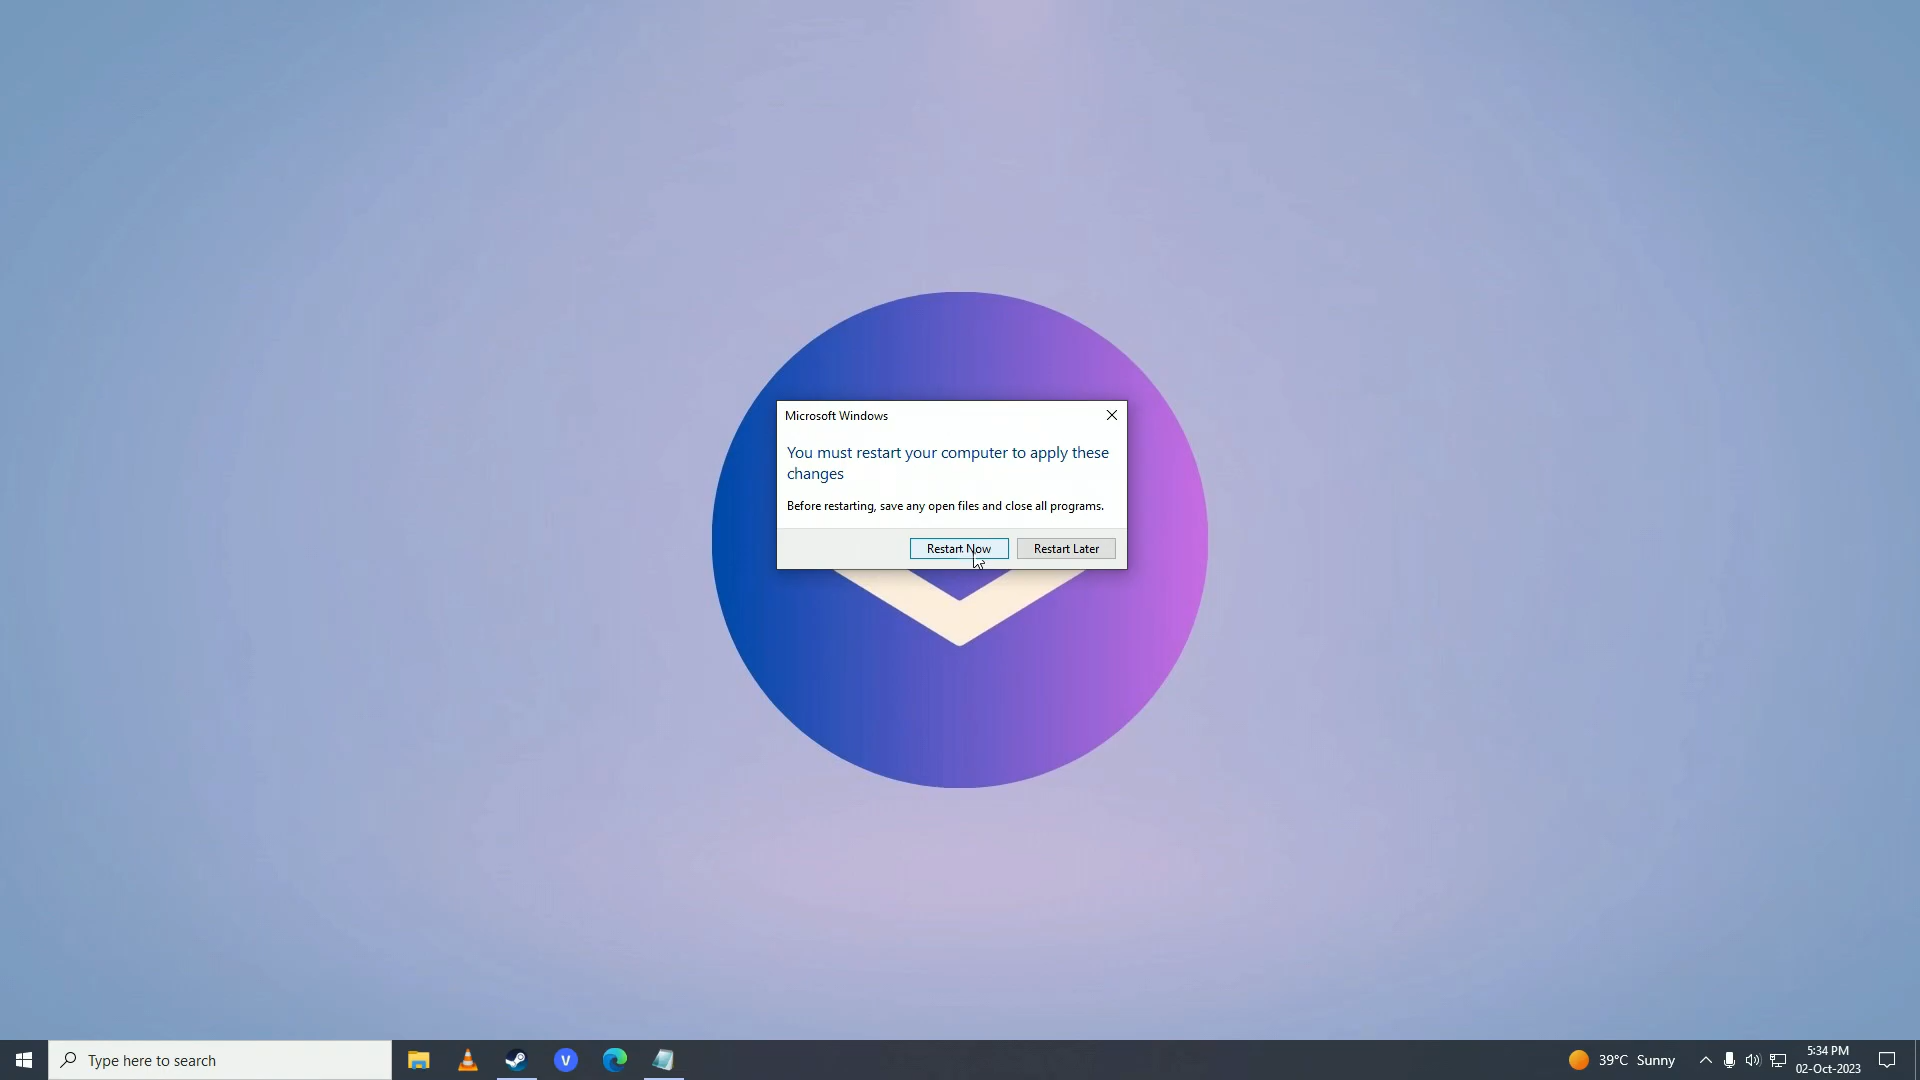 Microsoft Windows
You must restart your computer to apply these
changes
Before restarting, save any open files and close all programs.
Restart Now
Restart Later
Type here to search
V
39°C Sunny
5:34 PM
02-Oct-2023